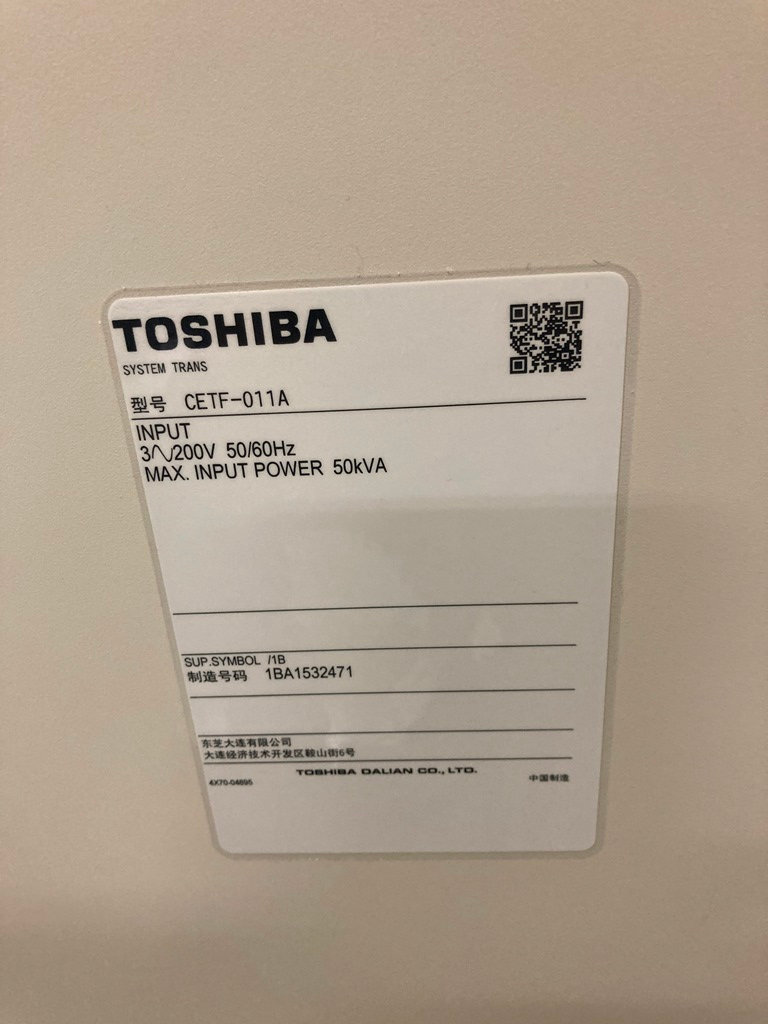 TOSHIBA
SYSTEM TRANS
型号 CETF-011A
INPUT
3∿200V 50/60Hz
MAX. INPUT POWER 50kVA
SUP.SYMBOL /1B
制造号码 1BA1532471
东芝大连有限公司
大连经济技术开发区鞍山街6号
TOSHIBA DALIAN CO., LTD.
4X70-04695 中国制造